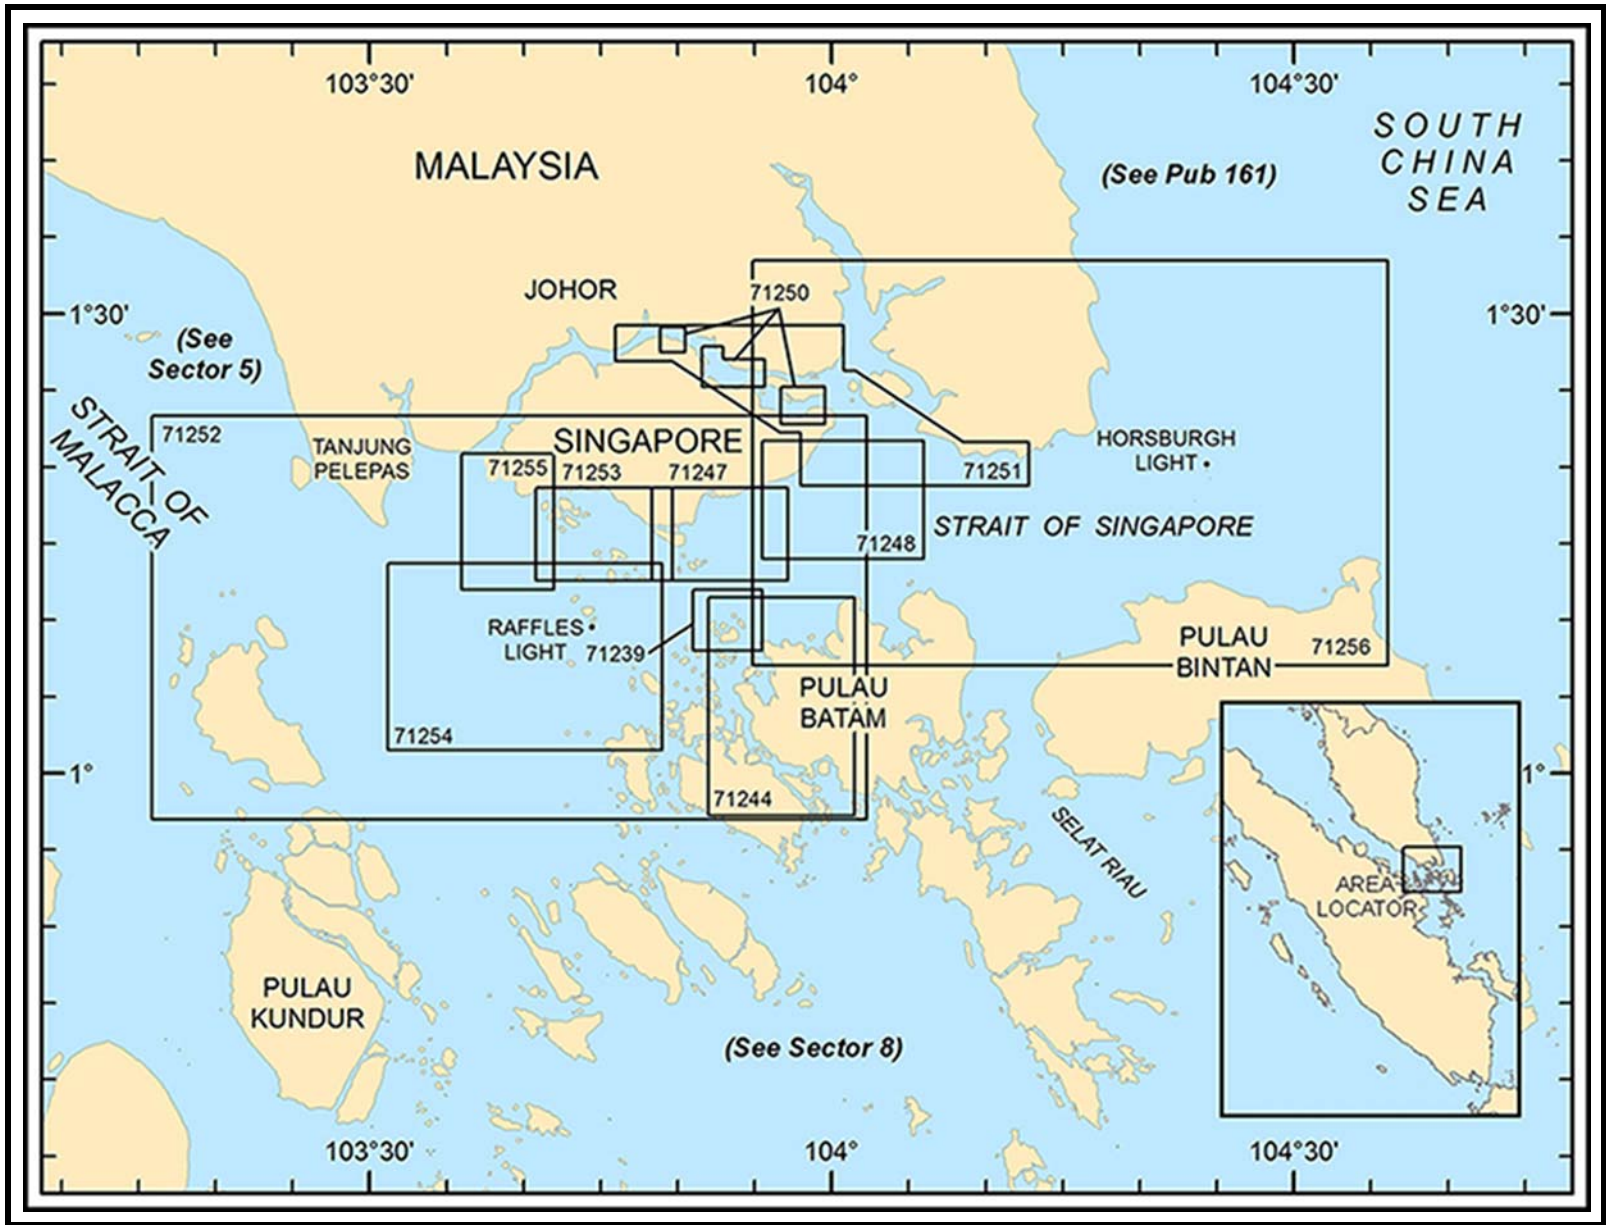 103°30'
104°
104°30'
SOUTH
CHINA
SEA
MALAYSIA
(See Pub 161)
JOHOR
71250
1°30'
1°30'
(See
Sector 5)
STRAIT OF
MALACCA
71252
TANJUNG
PELEPAS
SINGAPORE
71255
71253
71247
71251
HORSBURGH
LIGHT
71248
STRAIT OF SINGAPORE
RAFFLES
LIGHT
71239
PULAU
BINTAN
71256
PULAU
BATAM
71254
71244
1°
1°
SELAT RIAU
AREA
LOCATOR
PULAU
KUNDUR
(See Sector 8)
103°30'
104°
104°30'